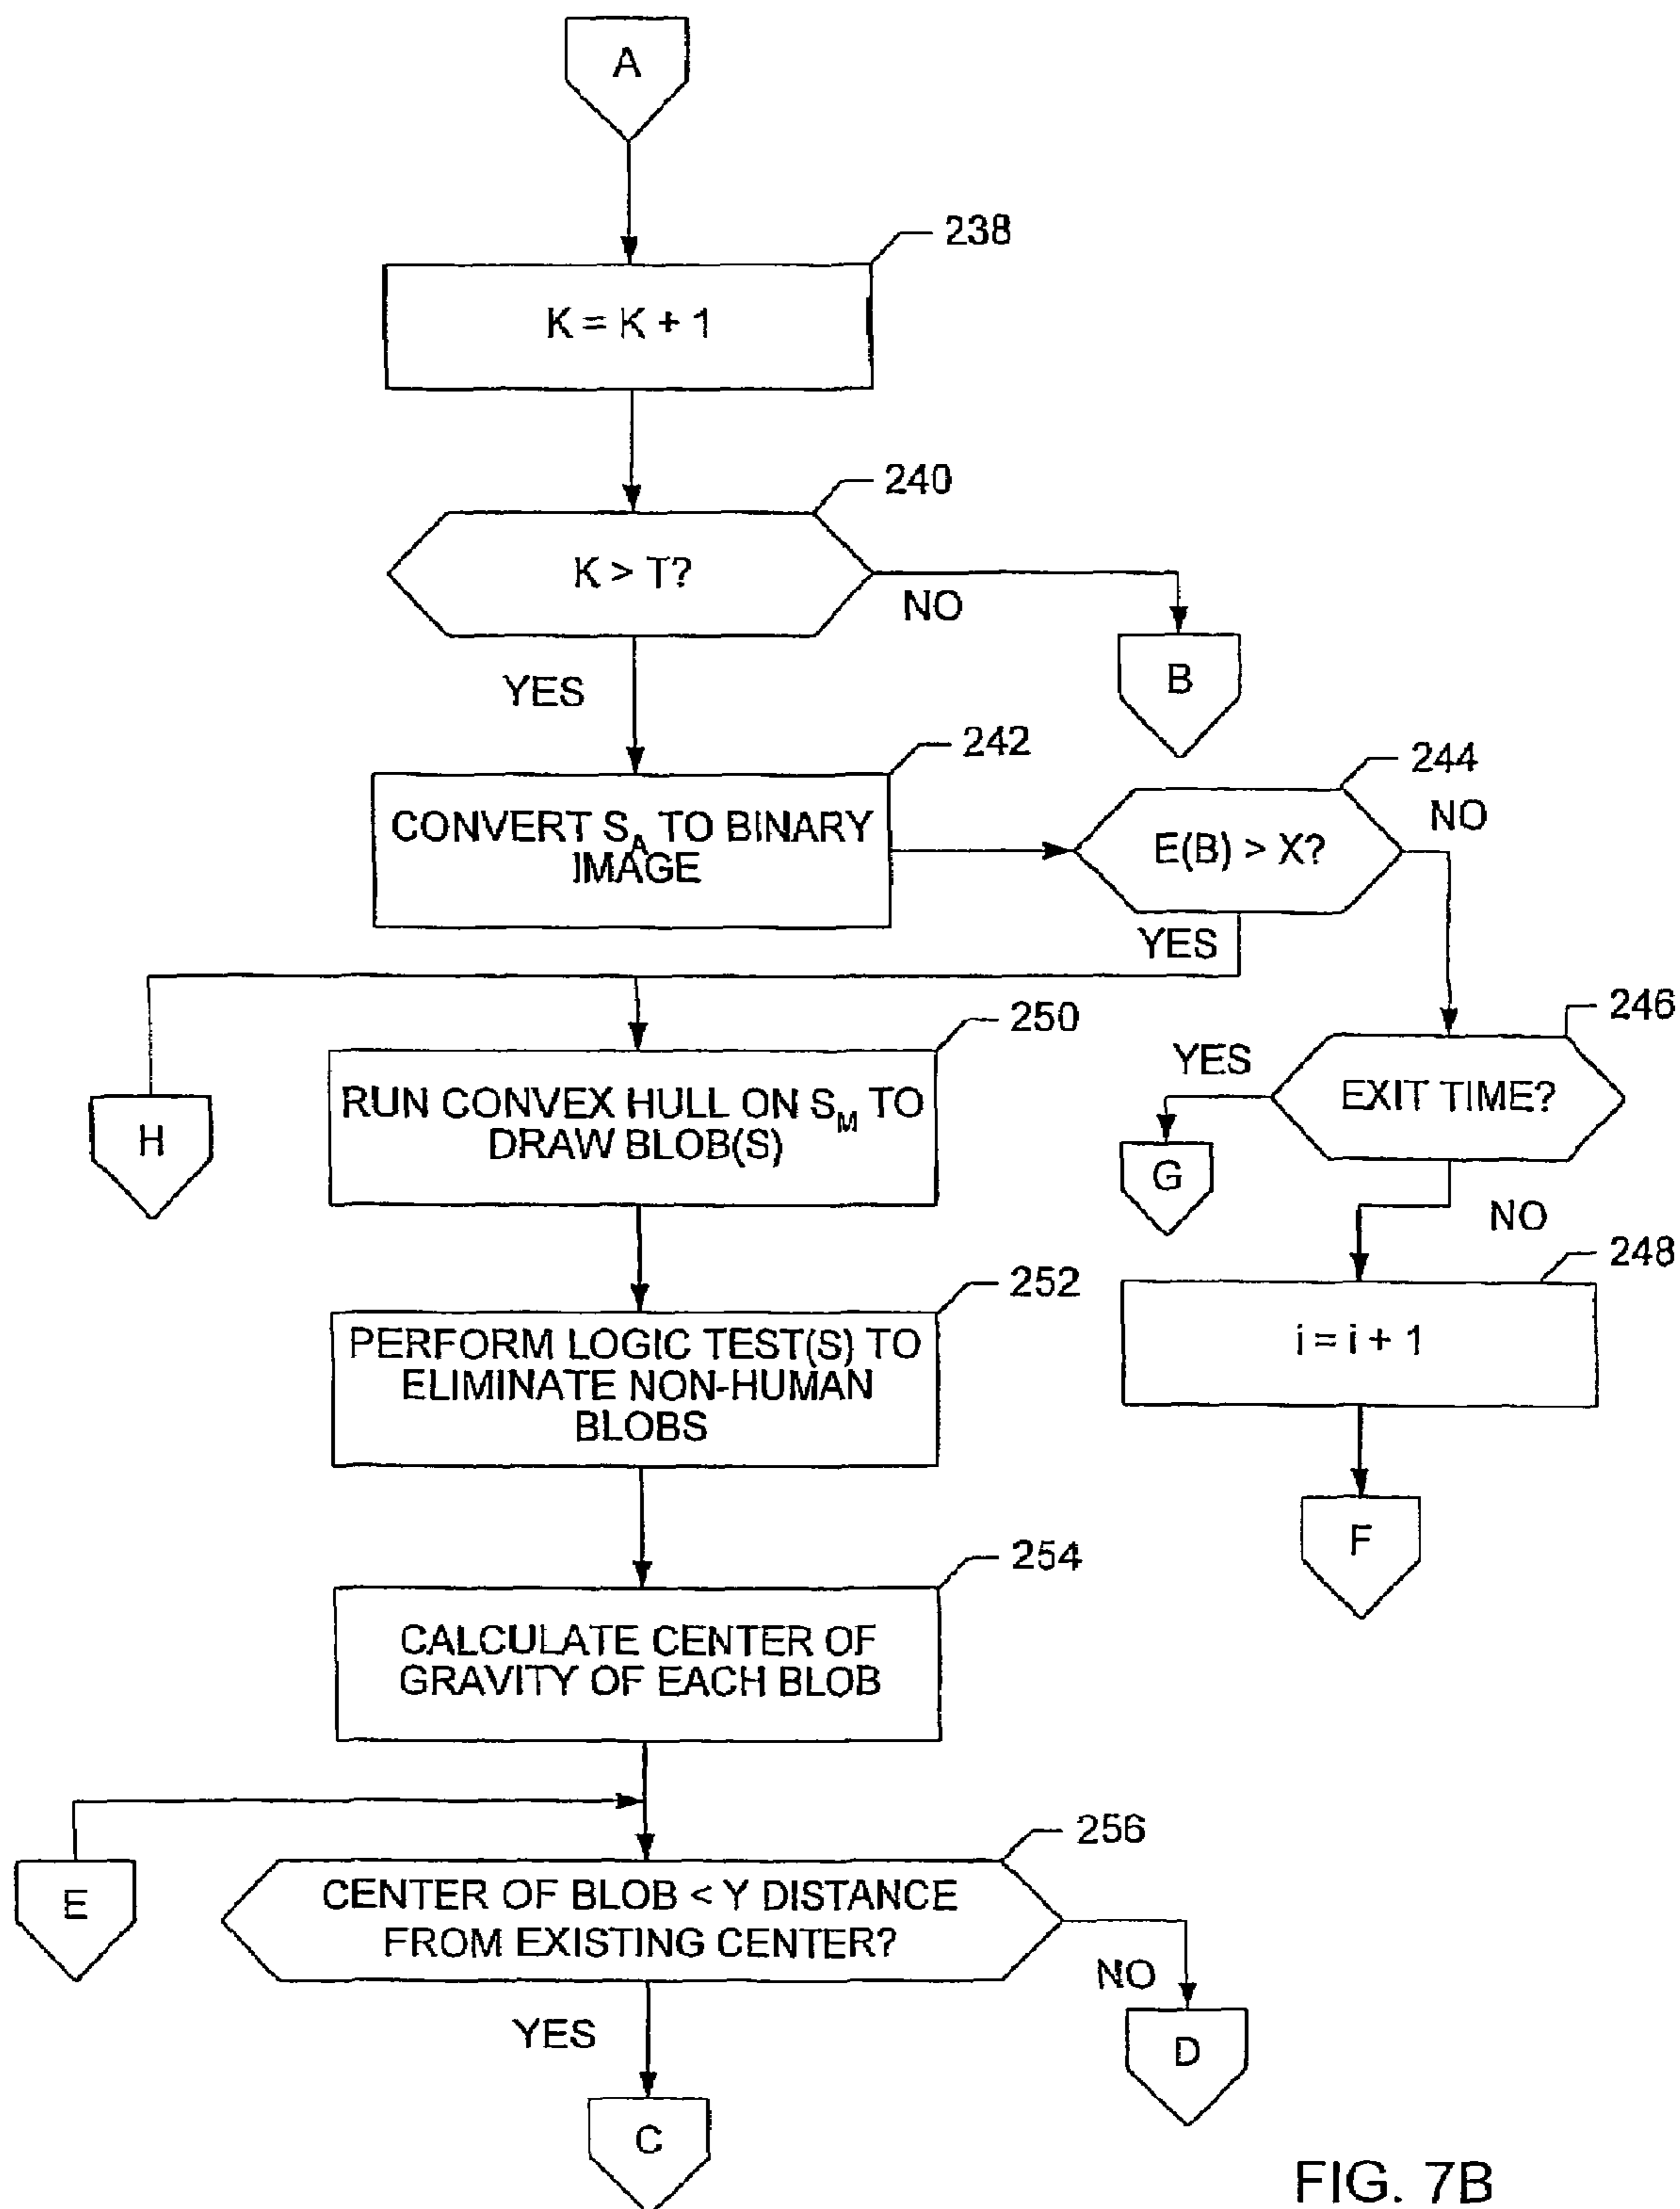 A
238
K = K + 1
240
K > T?
NO
B
YES
242
CONVERT S_A TO BINARY
IMAGE
244
E(B) > X?
NO
YES
246
EXIT TIME?
YES
G
NO
H
250
RUN CONVEX HULL ON S_M TO
DRAW BLOB(S)
248
i = i + 1
F
252
PERFORM LOGIC TEST(S) TO
ELIMINATE NON-HUMAN
BLOBS
254
CALCULATE CENTER OF
GRAVITY OF EACH BLOB
E
256
CENTER OF BLOB < Y DISTANCE
FROM EXISTING CENTER?
NO
D
YES
C
FIG. 7B